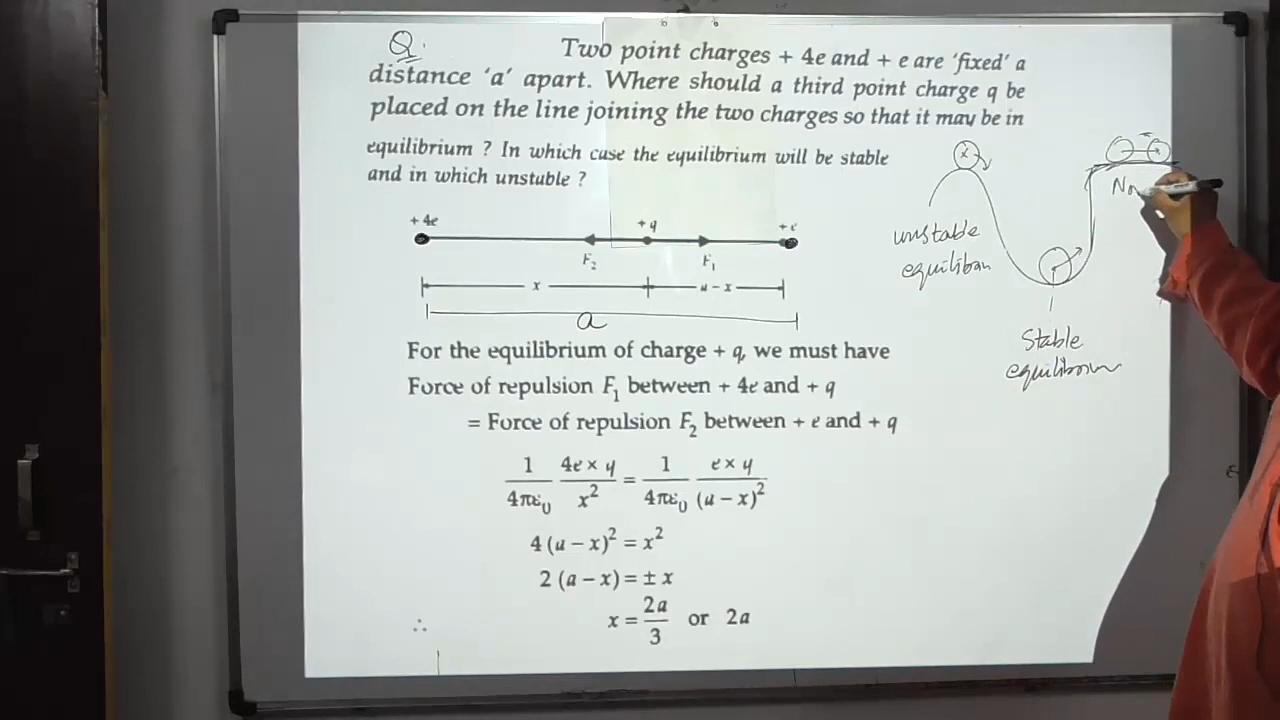 Q.
Two point charges + 4e and + e are 'fixed' a
distance 'a' apart. Where should a third point charge q be
placed on the line joining the two charges so that it may be in
equilibrium ? In which case the equilibrium will be stable
and in which unstable ?
+ 4e + q + e
F₂ F₁
x a - x
a
For the equilibrium of charge + q, we must have
Force of repulsion F₁ between + 4e and + q
= Force of repulsion F₂ between + e and + q
1/4πε₀ 4e × q/x² = 1/4πε₀ e × q/(a - x)²
4 (a - x)² = x²
2 (a - x) = ± x
∴ x = 2a/3 or 2a
unstable
equilibrium
Stable
equilibrium